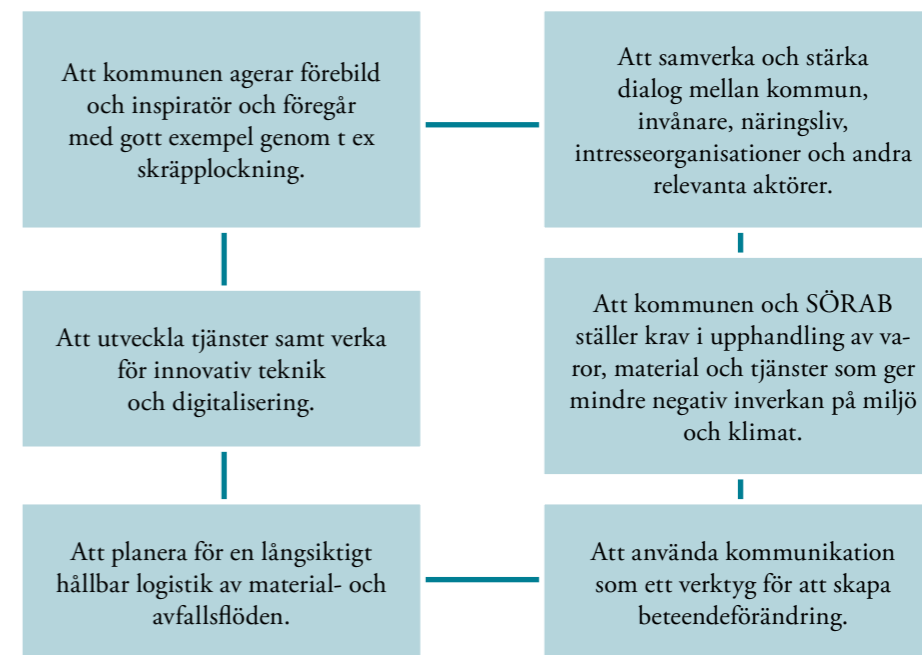 Att kommunen agerar förebild
och inspiratör och föregår
med gott exempel genom t ex
skräpplockning.
Att samverka och stärka
dialog mellan kommun,
invånare, näringsliv,
intresseorganisationer och andra
relevanta aktörer.
Att utveckla tjänster samt verka
för innovativ teknik
och digitalisering.
Att kommunen och SÖRAB
ställer krav i upphandling av va-
ror, material och tjänster som ger
mindre negativ inverkan på miljö
och klimat.
Att planera för en långsiktigt
hållbar logistik av material- och
avfallsflöden.
Att använda kommunikation
som ett verktyg för att skapa
beteendeförändring.